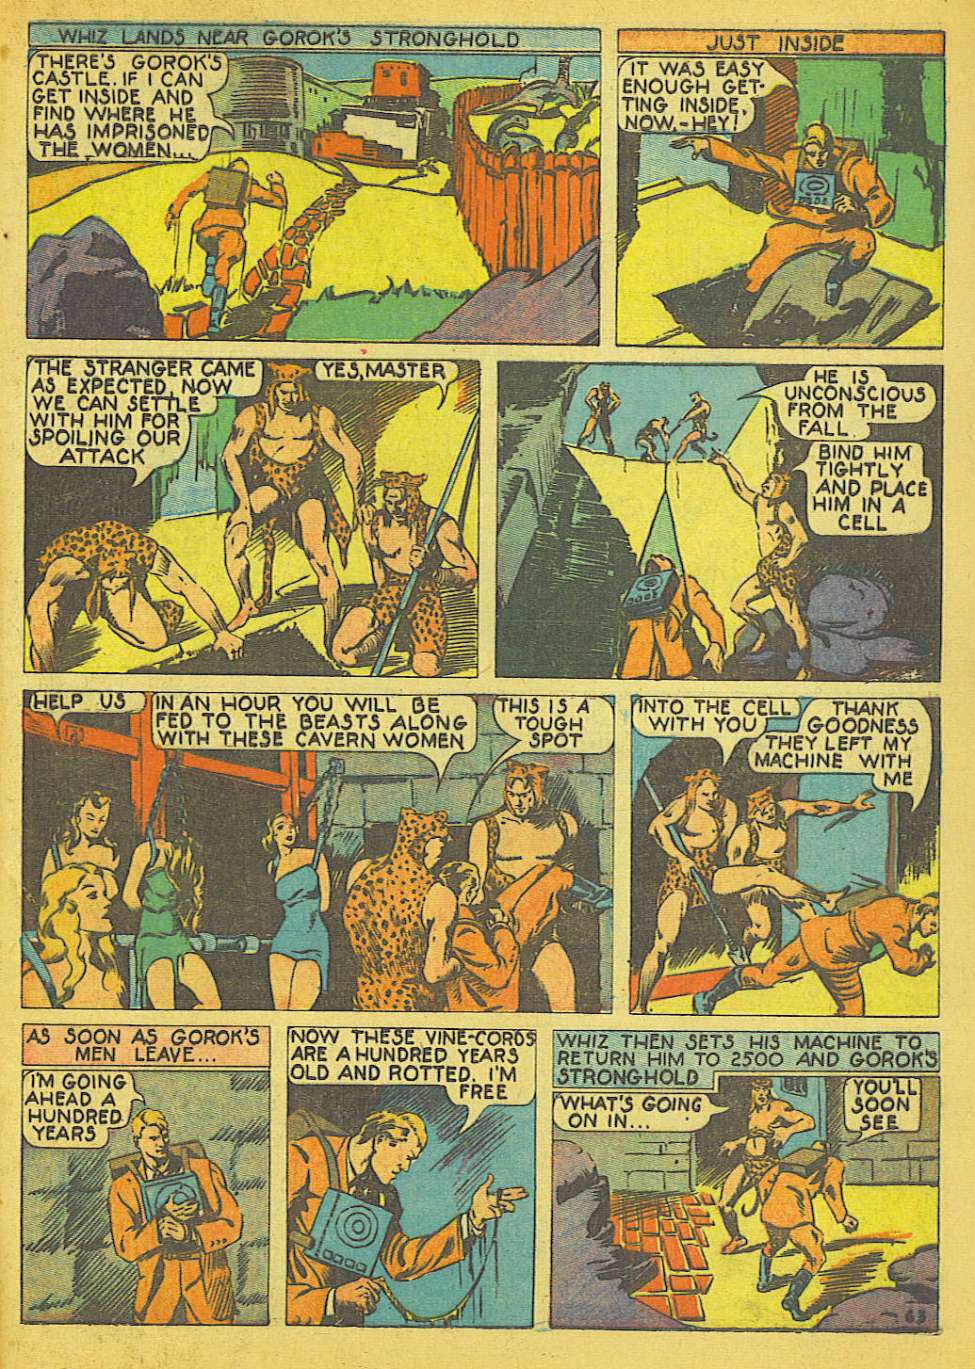 WHIZ LANDS NEAR GOROK'S STRONGHOLD
THERE'S GOROK'S
CASTLE. IF I CAN
GET INSIDE AND
FIND WHERE HE
HAS IMPRISONED
THE WOMEN...
JUST INSIDE
IT WAS EASY
ENOUGH GET-
TING INSIDE,
NOW,-HEY!
THE STRANGER CAME
AS EXPECTED, NOW
WE CAN SETTLE
WITH HIM FOR
SPOILING OUR
ATTACK
YES, MASTER
HE IS
UNCONSCIOUS
FROM THE
FALL.
BIND HIM
TIGHTLY
AND PLACE
HIM IN A
CELL
HELP US
IN AN HOUR YOU WILL BE
FED TO THE BEASTS ALONG
WITH THESE CAVERN WOMEN
THIS IS A
TOUGH
SPOT
INTO THE CELL
WITH YOU
THANK
GOODNESS
THEY LEFT MY
MACHINE WITH
ME
AS SOON AS GOROK'S
MEN LEAVE...
I'M GOING
AHEAD A
HUNDRED
YEARS
NOW THESE VINE-CORDS
ARE A HUNDRED YEARS
OLD AND ROTTED. I'M
FREE
WHIZ THEN SETS HIS MACHINE TO
RETURN HIM TO 2500 AND GOROK'S
STRONGHOLD
WHAT'S GOING
ON IN...
YOU'LL
SOON
SEE
63